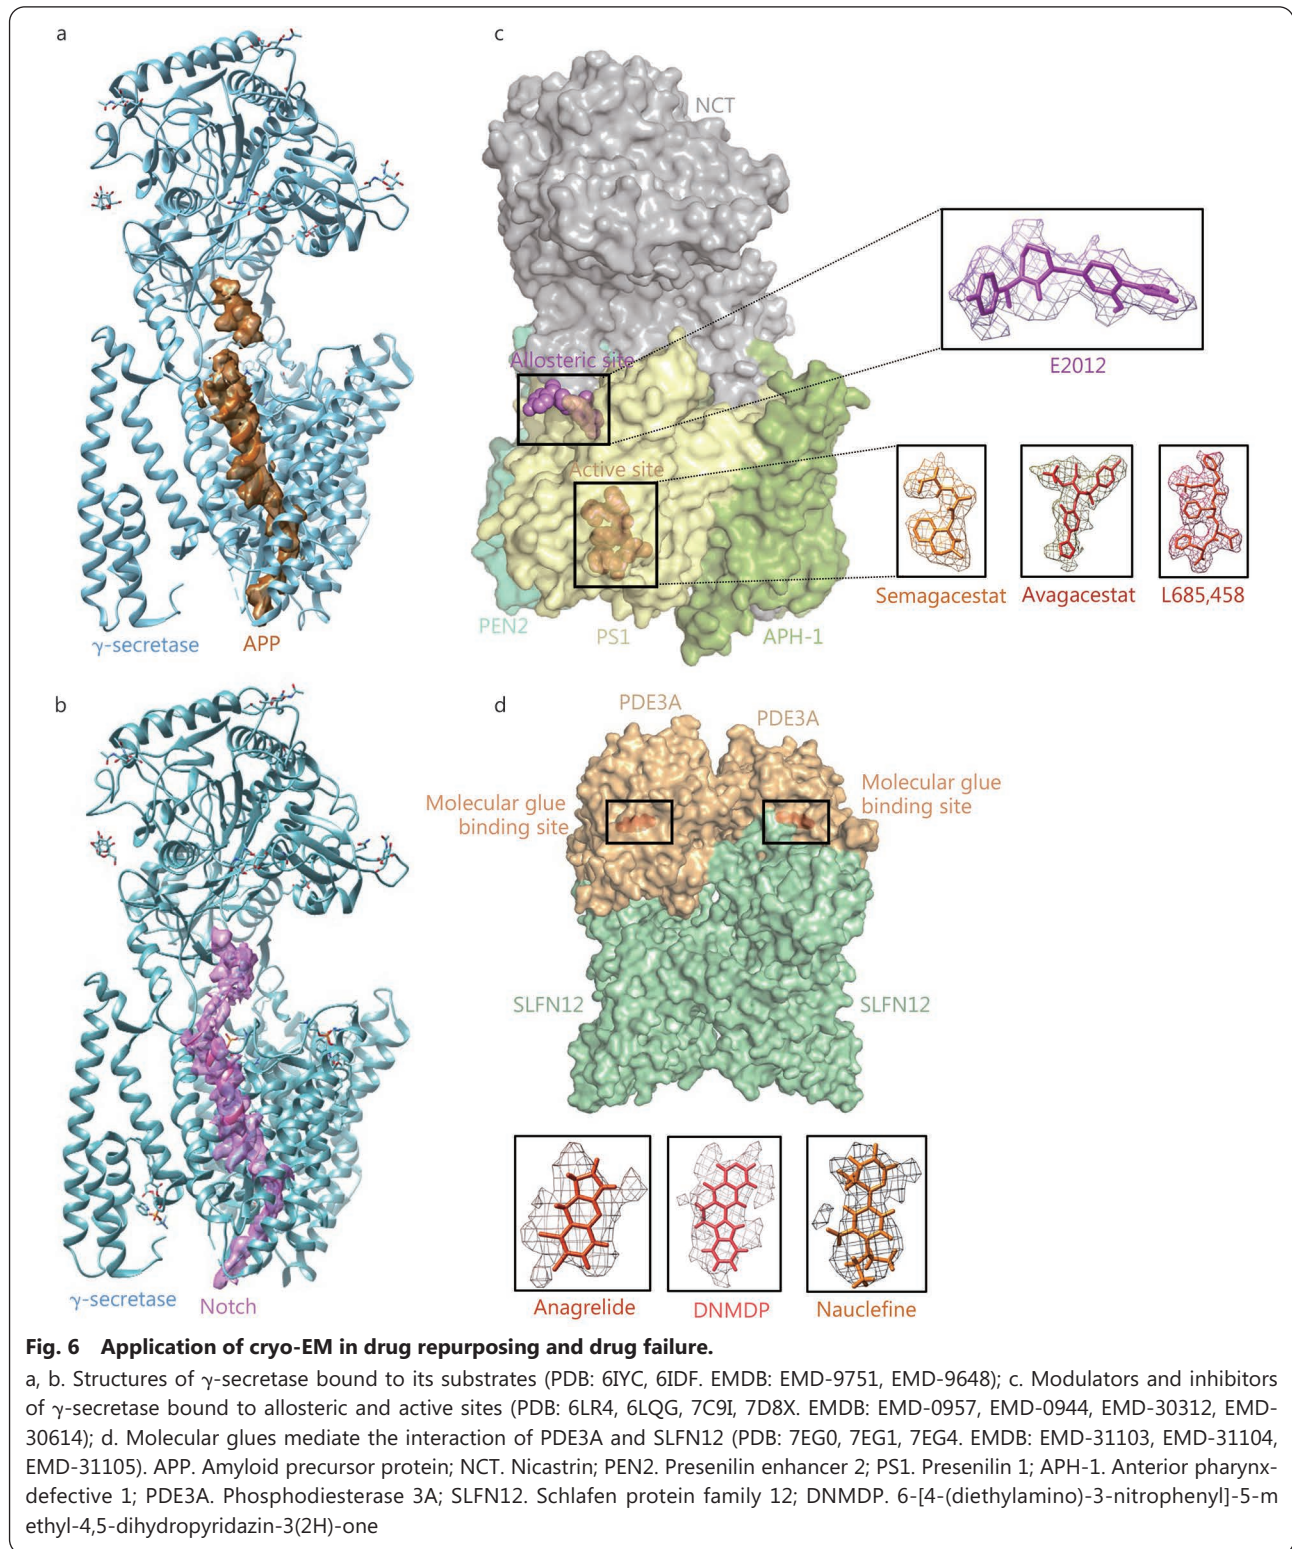 a
γ-secretase
APP
b
γ-secretase
Notch
c
NCT
Allosteric site
Active site
PEN2
PS1
APH-1
E2012
Semagacestat
Avagacestat
L685,458
d
PDE3A
PDE3A
Molecular glue
binding site
Molecular glue
binding site
SLFN12
SLFN12
Anagrelide
DNMDP
Nauclefine
Fig. 6 Application of cryo-EM in drug repurposing and drug failure.
a, b. Structures of γ-secretase bound to its substrates (PDB: 6IYC, 6IDF. EMDB: EMD-9751, EMD-9648); c. Modulators and inhibitors
of γ-secretase bound to allosteric and active sites (PDB: 6LR4, 6LQG, 7C9I, 7D8X. EMDB: EMD-0957, EMD-0944, EMD-30312, EMD-
30614); d. Molecular glues mediate the interaction of PDE3A and SLFN12 (PDB: 7EG0, 7EG1, 7EG4. EMDB: EMD-31103, EMD-31104,
EMD-31105). APP. Amyloid precursor protein; NCT. Nicastrin; PEN2. Presenilin enhancer 2; PS1. Presenilin 1; APH-1. Anterior pharynx-
defective 1; PDE3A. Phosphodiesterase 3A; SLFN12. Schlafen protein family 12; DNMDP. 6-[4-(diethylamino)-3-nitrophenyl]-5-m
ethyl-4,5-dihydropyridazin-3(2H)-one